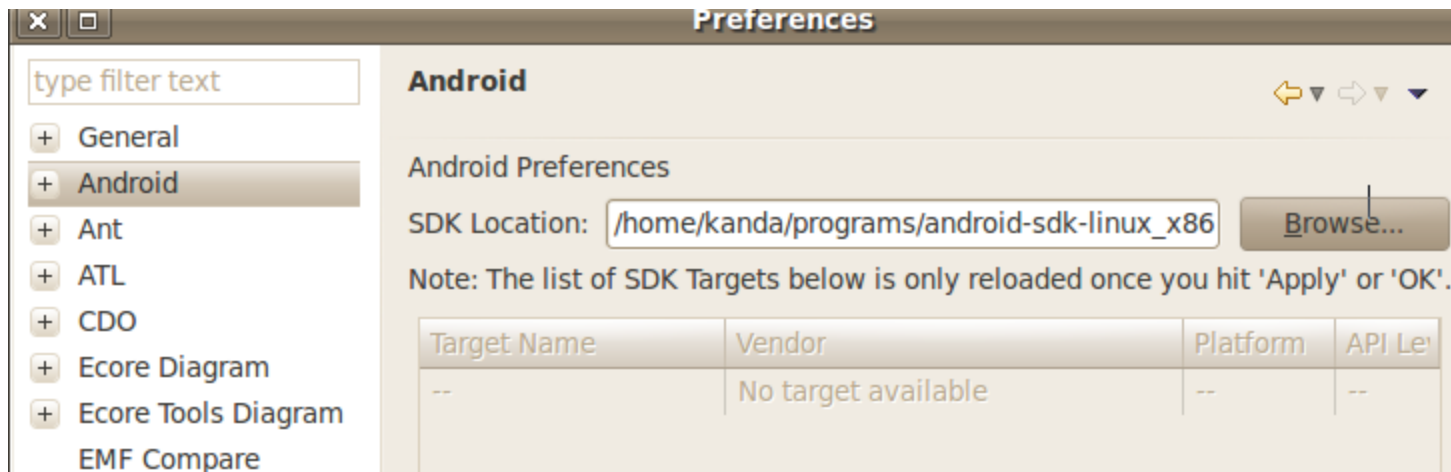 Preferences
type filter text
General
Android
Ant
ATL
CDO
Ecore Diagram
Ecore Tools Diagram
EMF Compare
Android
Android Preferences
SDK Location: /home/kanda/programs/android-sdk-linux_x86 Browse...
Note: The list of SDK Targets below is only reloaded once you hit 'Apply' or 'OK'.
Target Name Vendor Platform API Lev
-- No target available -- --